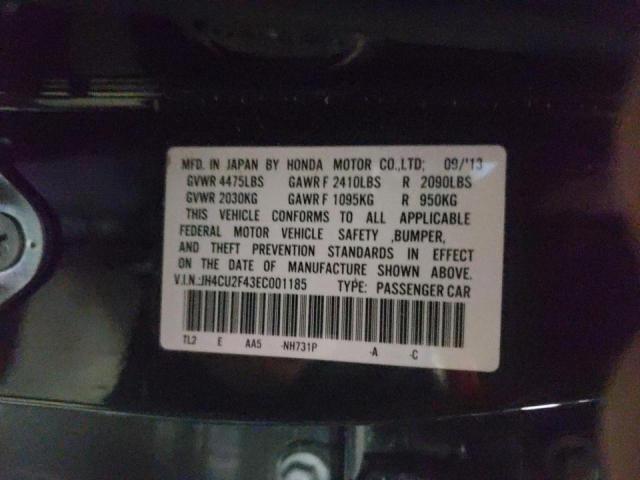 MFD. IN JAPAN BY HONDA MOTOR CO.,LTD; 09/'13
GVWR 4475LBS GAWR F 2410LBS R 2090LBS
GVWR 2030KG GAWR F 1095KG R 950KG
THIS VEHICLE CONFORMS TO ALL APPLICABLE
FEDERAL MOTOR VEHICLE SAFETY ,BUMPER,
AND THEFT PREVENTION STANDARDS IN EFFECT
ON THE DATE OF MANUFACTURE SHOWN ABOVE.
V.I.N.:JH4CU2F43EC001185 TYPE: PASSENGER CAR
TL2 E AA5 -NH731P -A -C